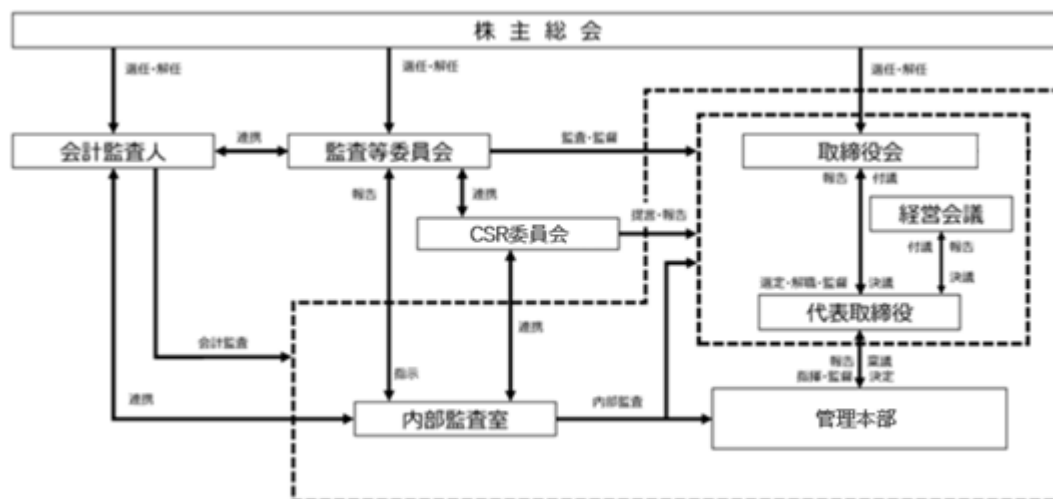 株主総会
選任・解任
選任・解任
選任・解任
会計監査人
連携
監査等委員会
監査・監督
取締役会
報告
連携
報告 付議
経営会議
CSR委員会
提言・報告
付議 報告
選定・解職・監督 決議
決議
代表取締役
連携
会計監査
報告 稟議
指揮・監督 決定
指示
連携
内部監査室
内部監査
管理本部